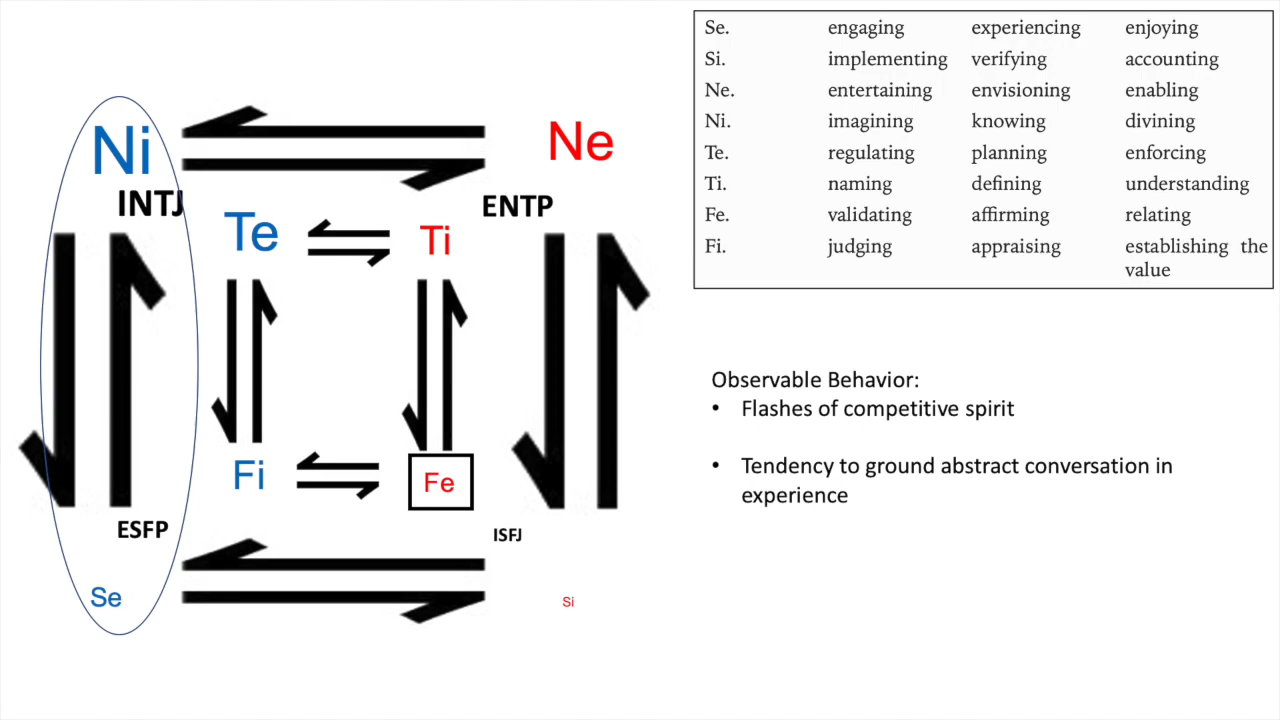 Ni
Ne
INTJ
ENTP
Te
Ti
Fi
Fe
ESFP
ISFJ
Se
Si
Se. engaging experiencing enjoying
Si. implementing verifying accounting
Ne. entertaining envisioning enabling
Ni. imagining knowing divining
Te. regulating planning enforcing
Ti. naming defining understanding
Fe. validating affirming relating
Fi. judging appraising establishing the
value
Observable Behavior:
• Flashes of competitive spirit
• Tendency to ground abstract conversation in
experience